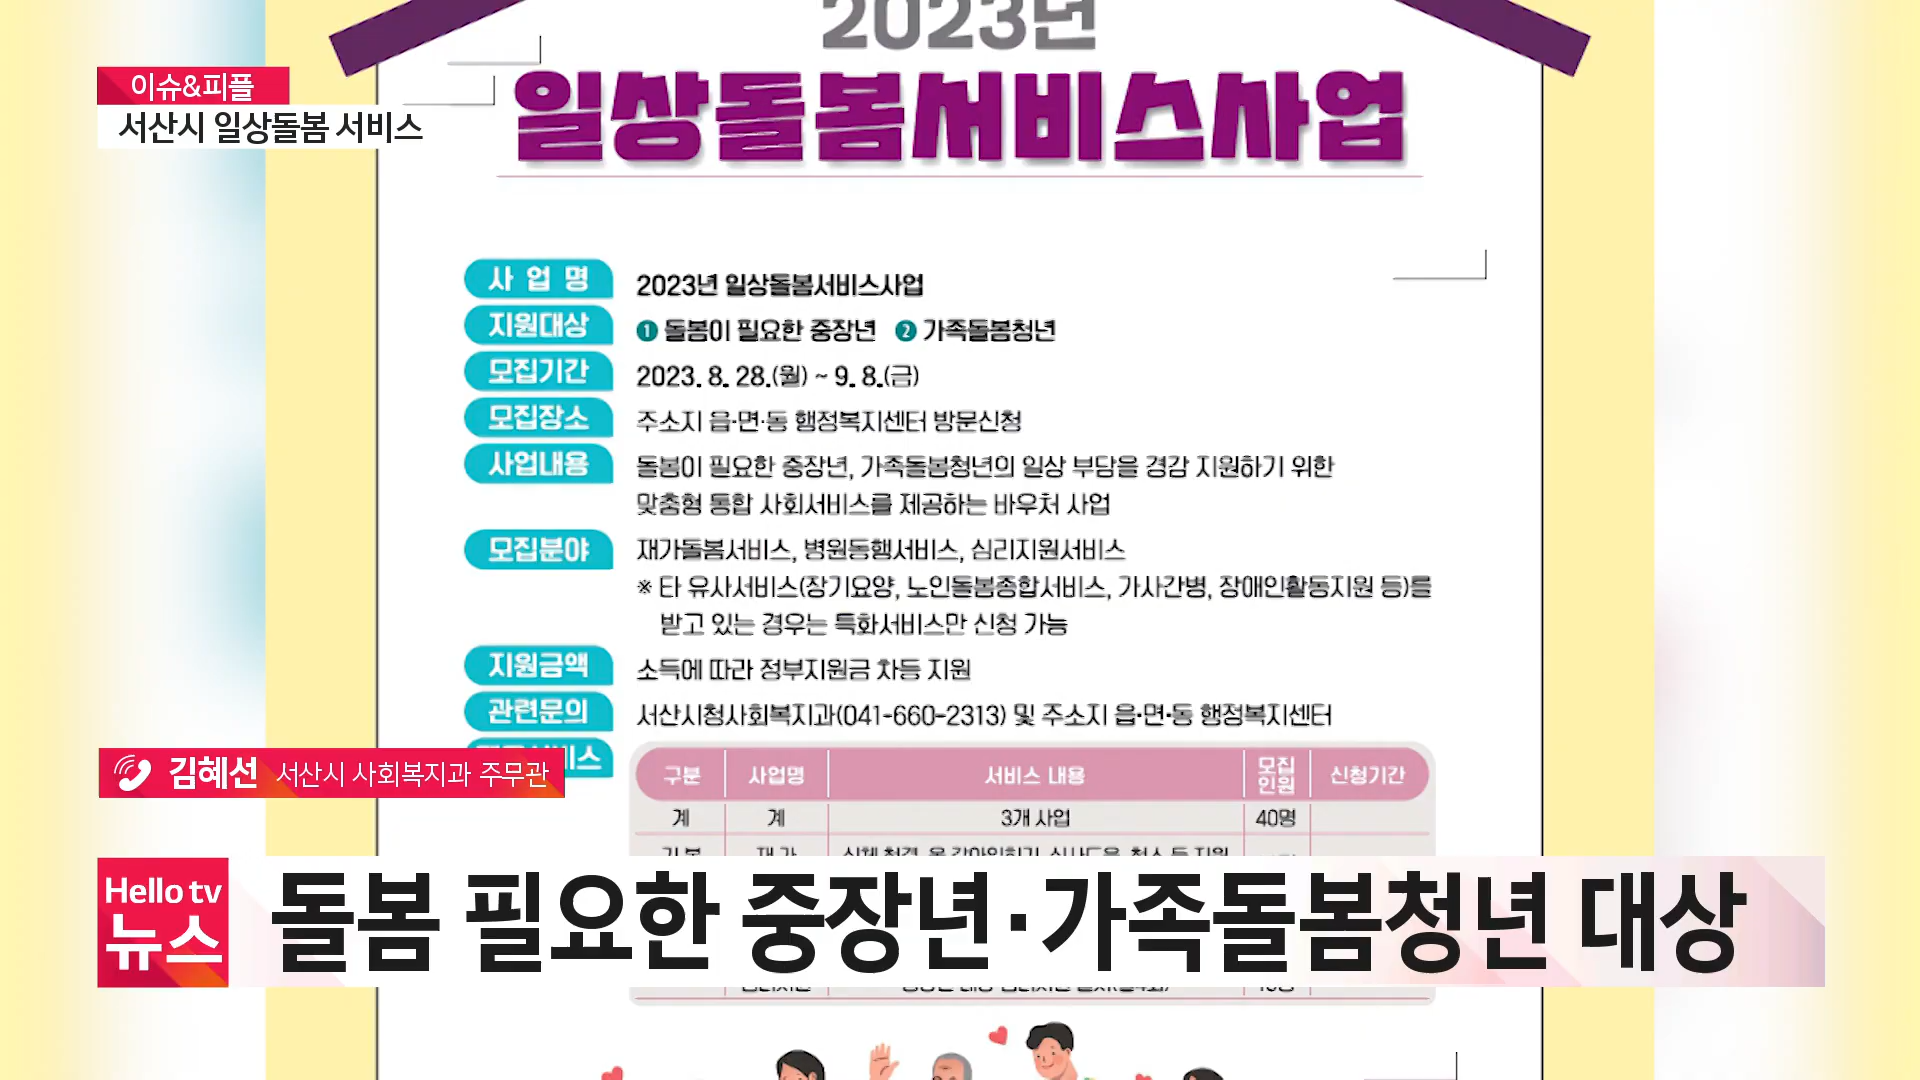 2023년
일상돌봄서비스사업
이슈&피플
서산시 일상돌봄 서비스
사 업 명 2023년 일상돌봄서비스사업
지원대상 ❶ 돌봄이 필요한 중장년 ❷ 가족돌봄청년
모집기간 2023. 8. 28.(월) ~ 9. 8.(금)
모집장소 주소지 읍·면·동 행정복지센터 방문신청
사업내용 돌봄이 필요한 중장년, 가족돌봄청년의 일상 부담을 경감 지원하기 위한
맞춤형 통합 사회서비스를 제공하는 바우처 사업
모집분야 재가돌봄서비스, 병원동행서비스, 심리지원서비스
※ 타 유사서비스(장기요양, 노인돌봄종합서비스, 가사간병, 장애인활동지원 등)를
받고 있는 경우는 특화서비스만 신청 가능
지원금액 소득에 따라 정부지원금 차등 지원
관련문의 서산시청사회복지과(041-660-2313) 및 주소지 읍·면·동 행정복지센터
구분 사업명 서비스 내용 모집인원 신청기간
계 계 3개 사업 40명
김혜선 서산시 사회복지과 주무관
Hello tv
뉴스
돌봄 필요한 중장년·가족돌봄청년 대상